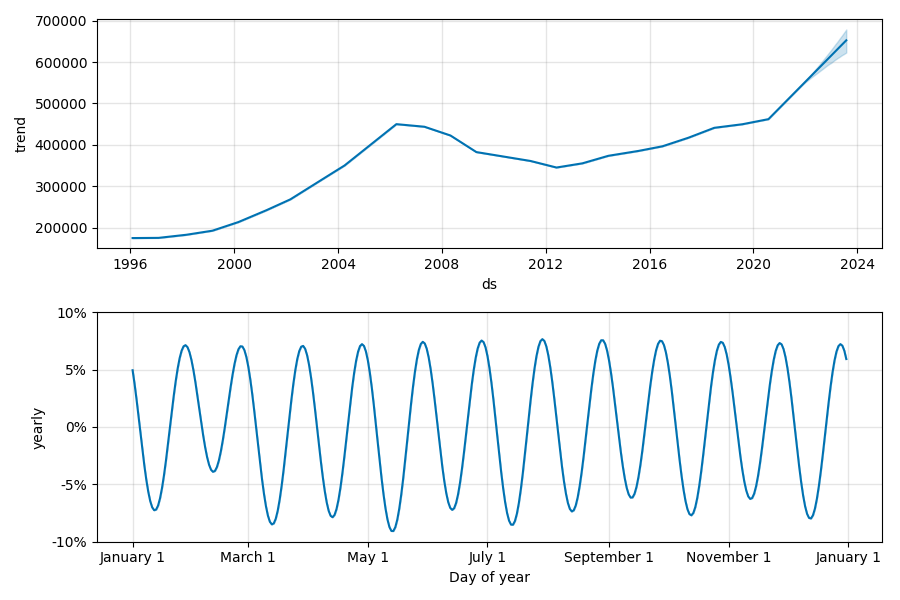 700000
600000
500000
400000
300000
200000
trend
1996 2000 2004 2008 2012 2016 2020 2024
ds
10%
5%
0%
-5%
-10%
yearly
January 1 March 1 May 1 July 1 September 1 November 1 January 1
Day of year